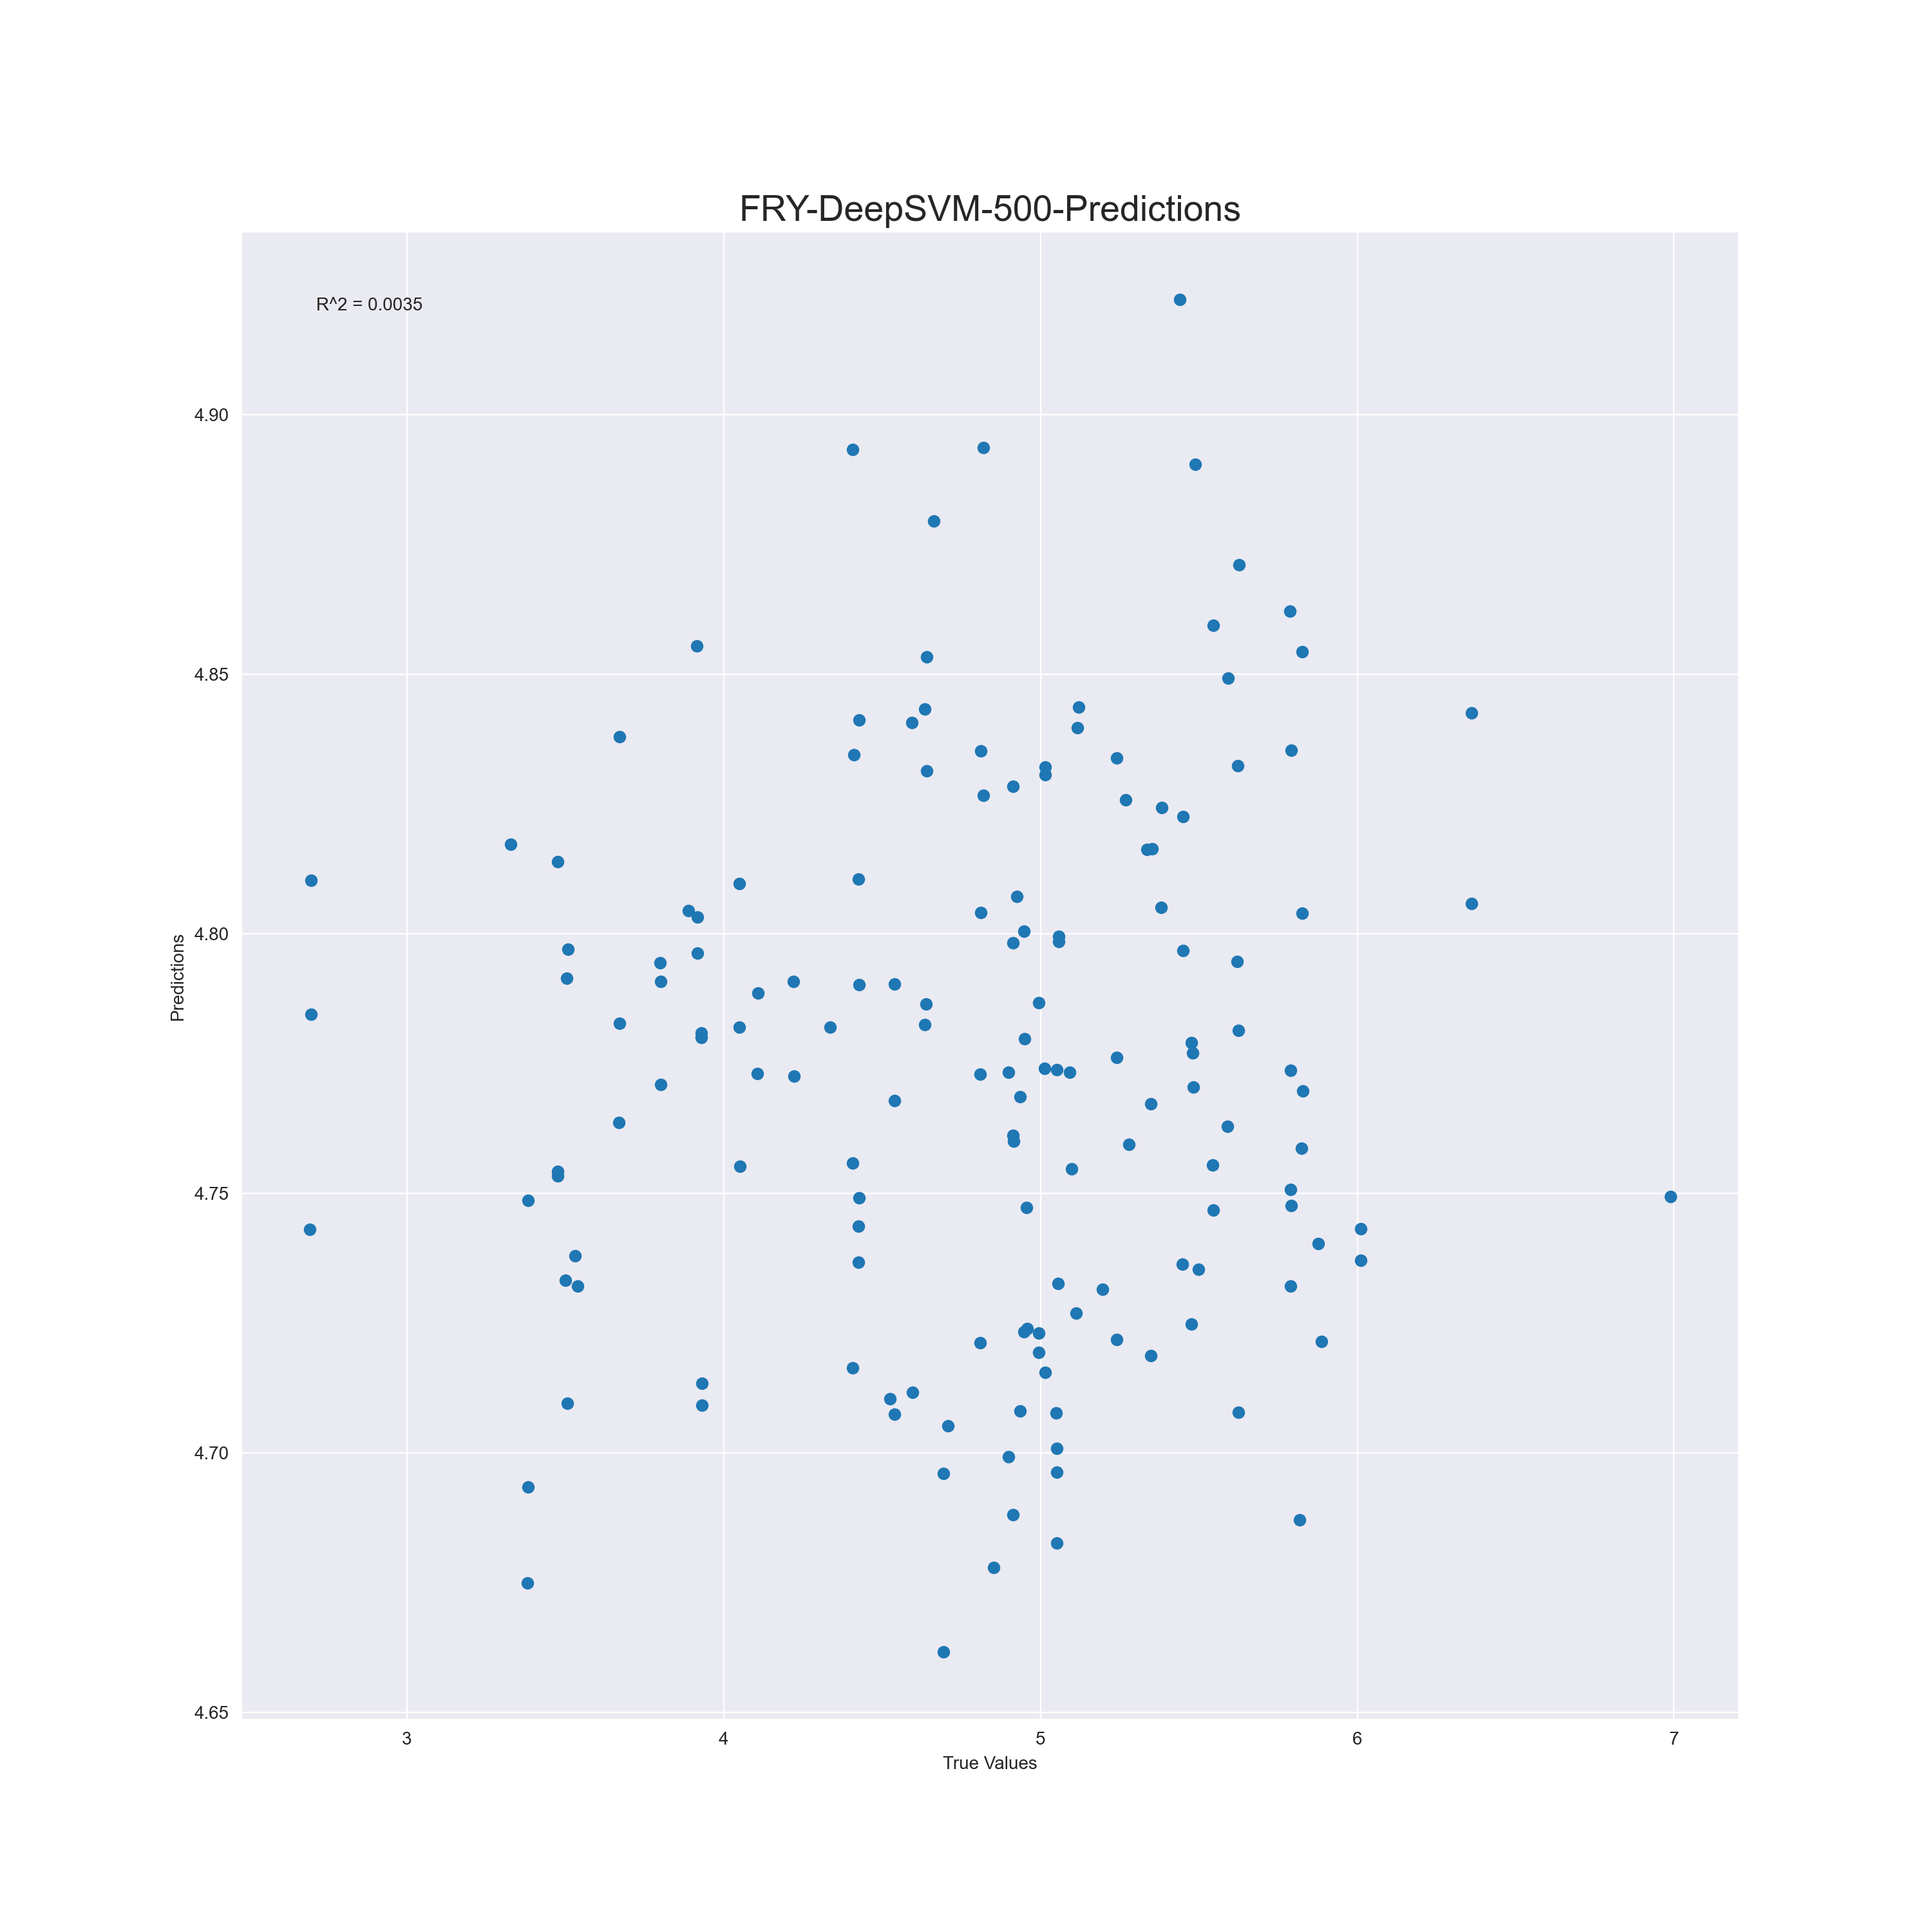 FRY-DeepSVM-500-Predictions
R^2 = 0.0035
4.90
4.85
4.80
4.75
4.70
4.65
Predictions
3 4 5 6 7
True Values